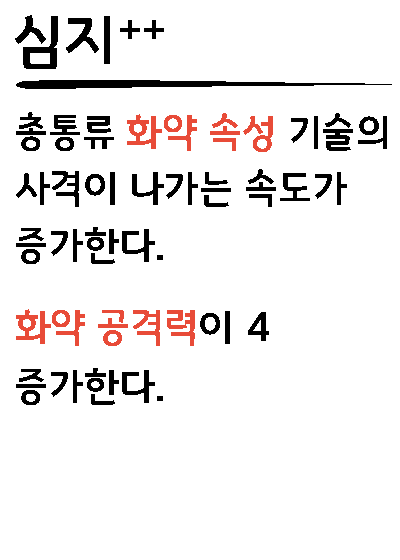 심지++
총통류 화약 속성 기술의
사격이 나가는 속도가
증가한다.
화약 공격력이 4
증가한다.